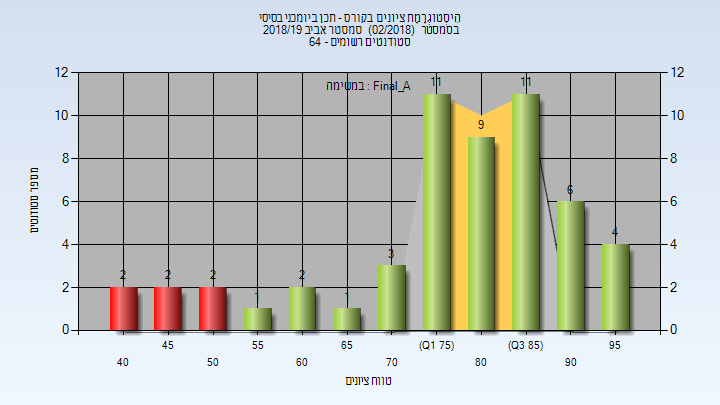 היסטוגרמת ציונים בקורס - תכן ביומכני בסיסי
בסמסטר (02/2018) סמסטר אביב 2018/19
סטודנטים רשומים - 64
במשימה : Final_A
מספר סטודנטים
12 12
10 10
8 8
6 6
4 4
2 2
0 0
2 2 2 1 2 1 3 11 9 11 6 4
40 45 50 55 60 65 70 (Q1 75) 80 (Q3 85) 90 95
טווח ציונים